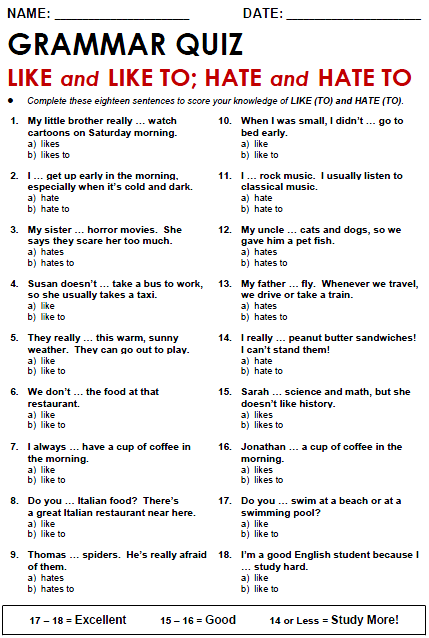 NAME: ____________________ DATE: ____________________
GRAMMAR QUIZ
LIKE and LIKE TO; HATE and HATE TO
● Complete these eighteen sentences to score your knowledge of LIKE (TO) and HATE (TO).
1. My little brother really … watch
cartoons on Saturday morning.
a) likes
b) likes to
2. I … get up early in the morning,
especially when it's cold and dark.
a) hate
b) hate to
3. My sister … horror movies. She
says they scare her too much.
a) hates
b) hates to
4. Susan doesn't … take a bus to work,
so she usually takes a taxi.
a) like
b) like to
5. They really … this warm, sunny
weather. They can go out to play.
a) like
b) like to
6. We don't … the food at that
restaurant.
a) like
b) like to
7. I always … have a cup of coffee in
the morning.
a) like
b) like to
8. Do you … Italian food? There's
a great Italian restaurant near here.
a) like
b) like to
9. Thomas … spiders. He's really afraid
of them.
a) hates
b) hates to
10. When I was small, I didn't … go to
bed early.
a) like
b) like to
11. I … rock music. I usually listen to
classical music.
a) hate
b) hate to
12. My uncle … cats and dogs, so we
gave him a pet fish.
a) hates
b) hates to
13. My father … fly. Whenever we travel,
we drive or take a train.
a) hates
b) hates to
14. I really … peanut butter sandwiches!
I can't stand them!
a) hate
b) hate to
15. Sarah … science and math, but she
doesn't like history.
a) likes
b) likes to
16. Jonathan … a cup of coffee in the
morning.
a) likes
b) likes to
17. Do you … swim at a beach or at a
swimming pool?
a) like
b) like to
18. I'm a good English student because I
… study hard.
a) like
b) like to
17 – 18 = Excellent 15 – 16 = Good 14 or Less = Study More!